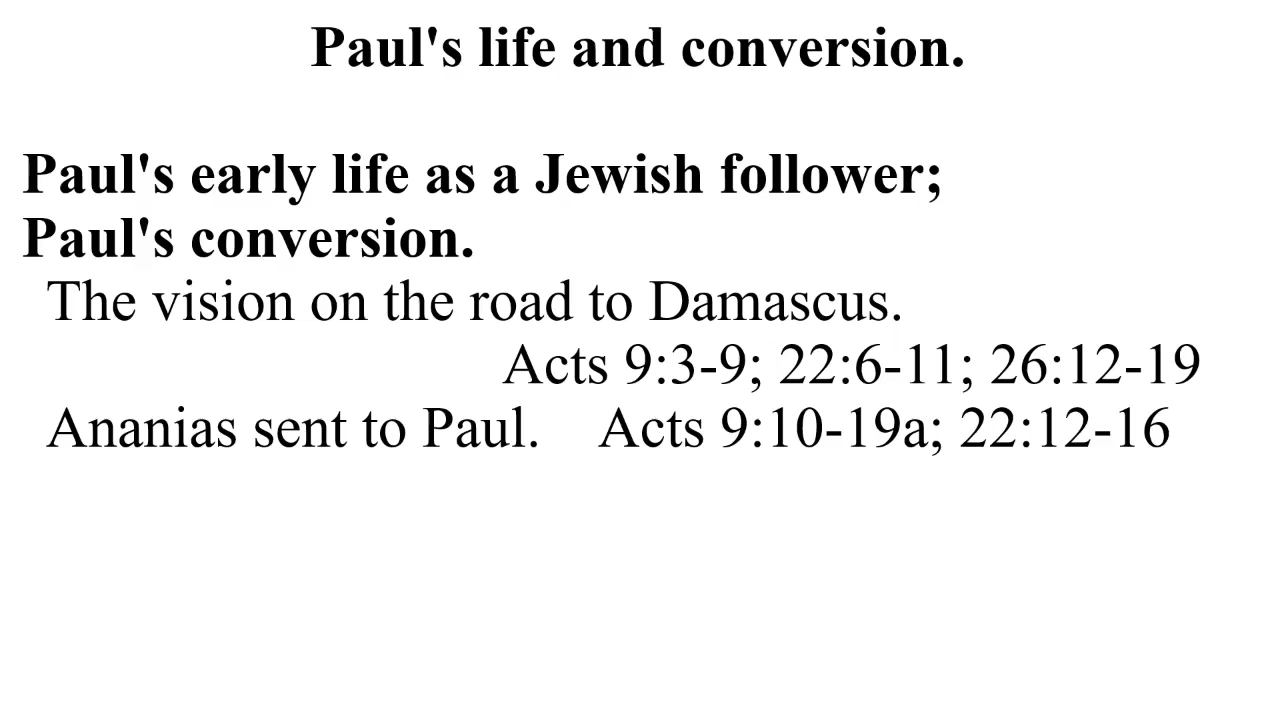 Paul's life and conversion.
Paul's early life as a Jewish follower;
Paul's conversion.
The vision on the road to Damascus.
Acts 9:3-9; 22:6-11; 26:12-19
Ananias sent to Paul. Acts 9:10-19a; 22:12-16